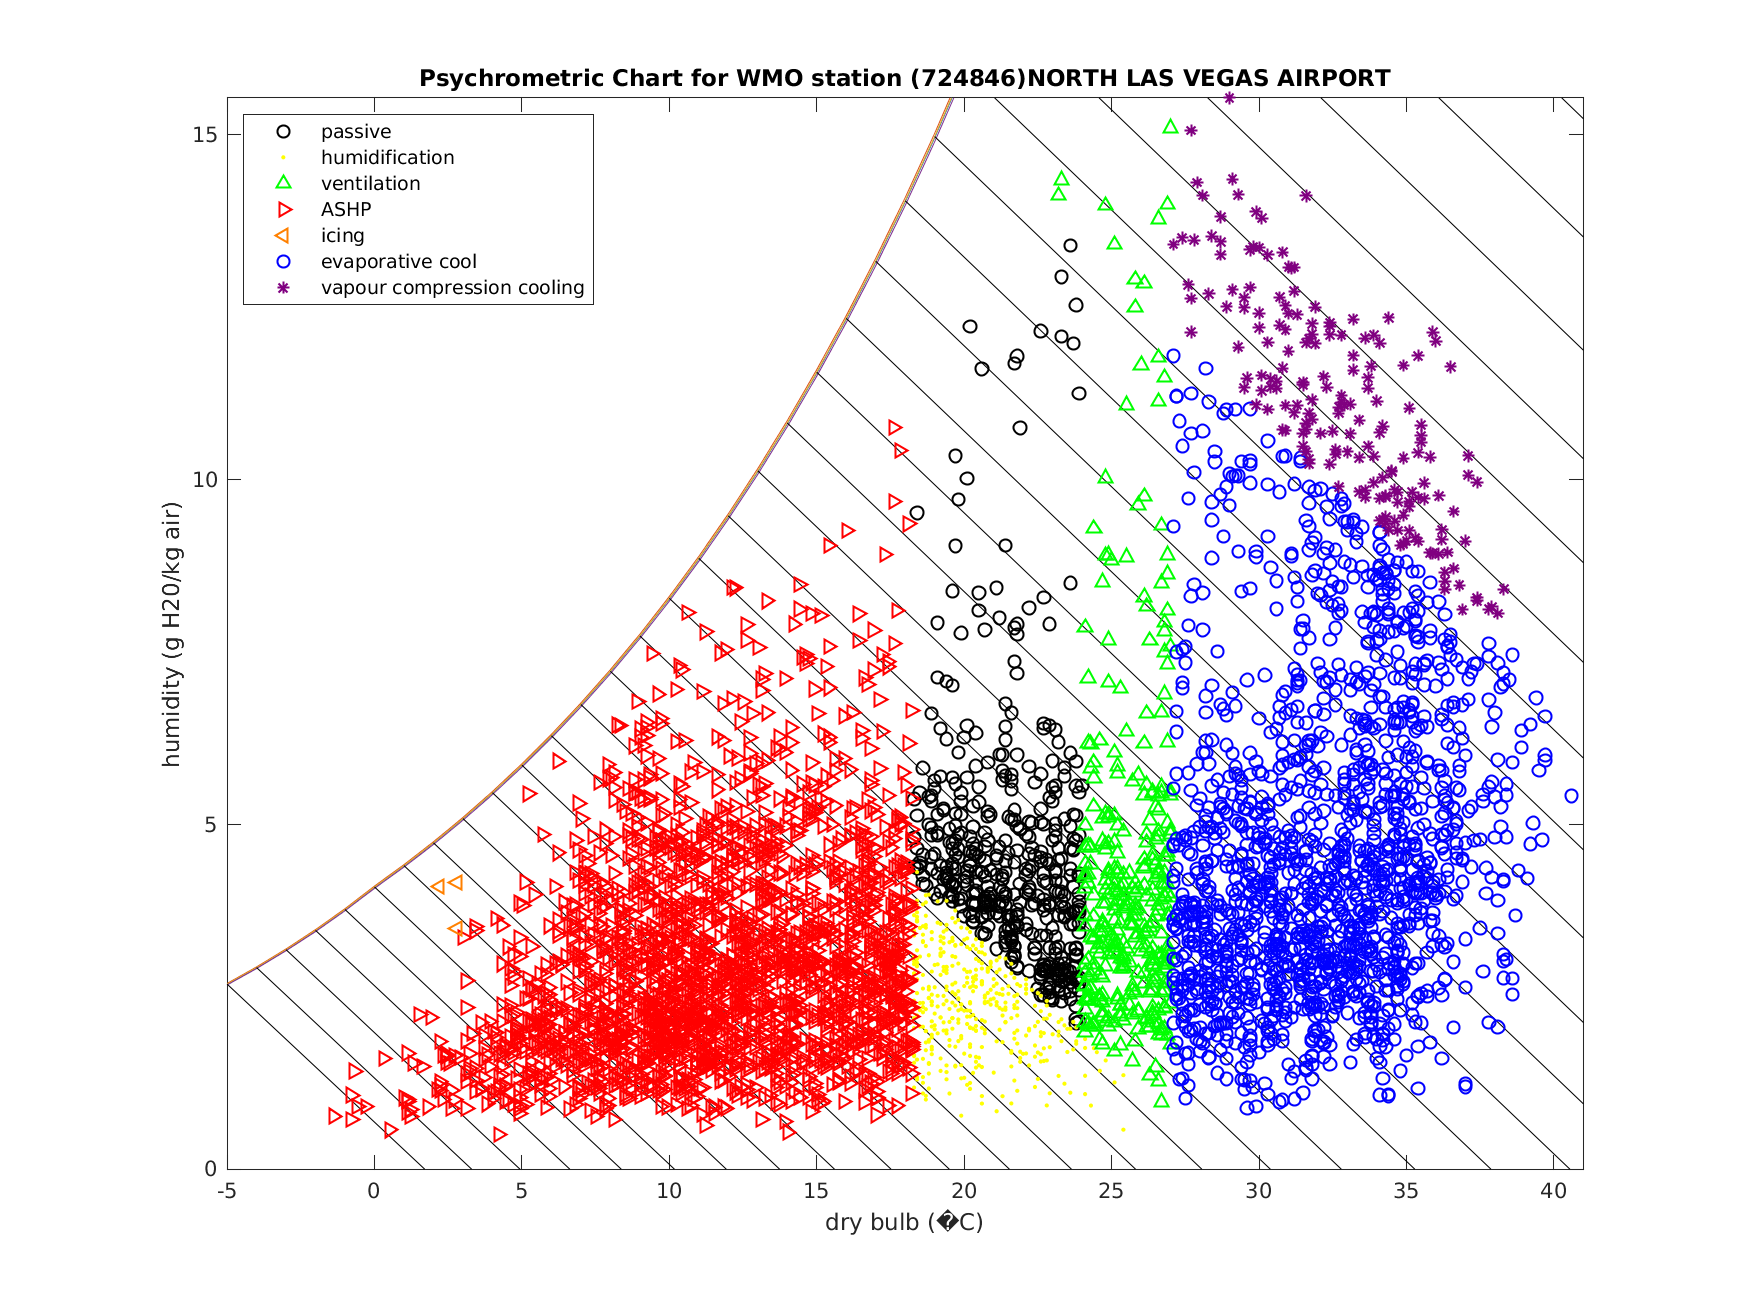 Psychrometric Chart for WMO station (724846)NORTH LAS VEGAS AIRPORT
passive
humidification
ventilation
ASHP
icing
evaporative cool
vapour compression cooling
humidity (g H20/kg air)
15
10
5
0
-5 0 5 10 15 20 25 30 35 40
dry bulb (�C)